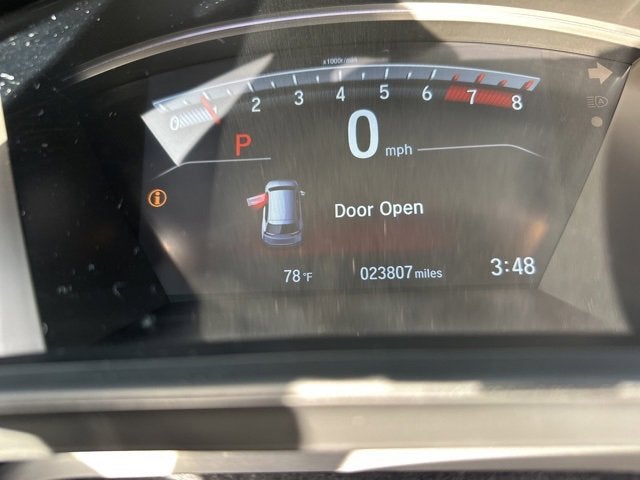 x1000r/min
0 1 2 3 4 5 6 7 8
P 0 mph
i Door Open
78°F 023807 miles 3:48